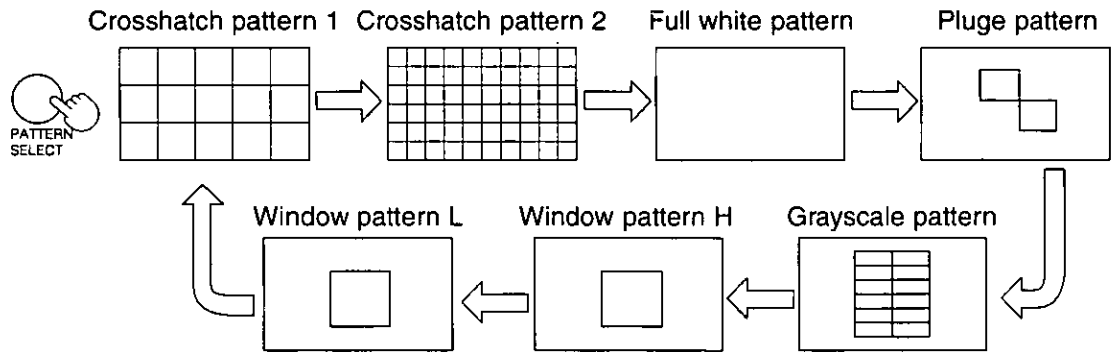 Crosshatch pattern 1
Crosshatch pattern 2
Full white pattern
Pluge pattern
PATTERN
SELECT
Window pattern L
Window pattern H
Grayscale pattern